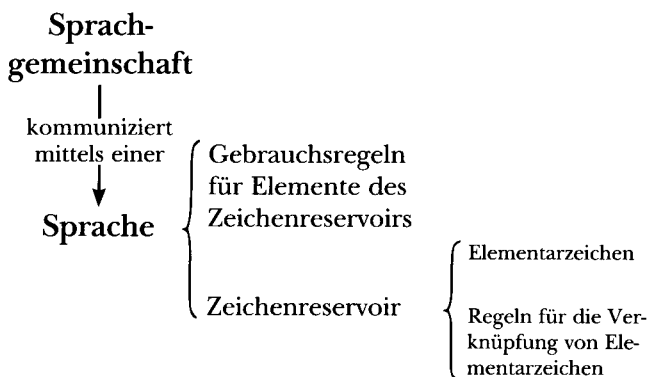 Sprach-
gemeinschaft
kommuniziert
mittels einer
Sprache
Gebrauchsregeln
für Elemente des
Zeichenreservoirs
Zeichenreservoir
Elementarzeichen
Regeln für die Ver-
knüpfung von Ele-
mentarzeichen